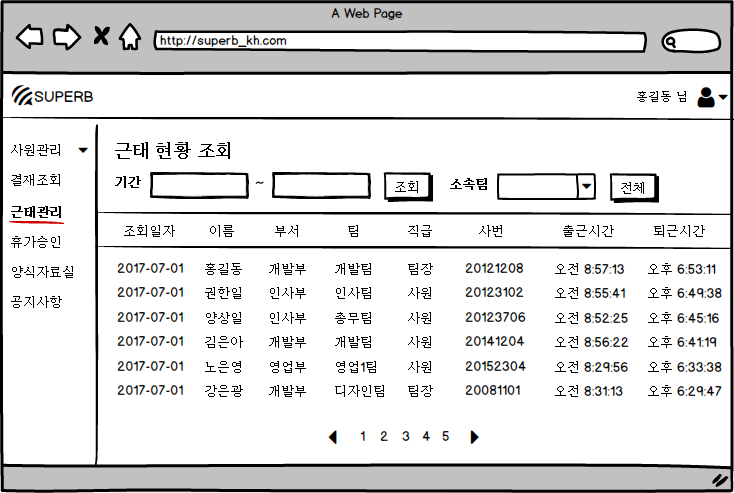 A Web Page
http://superb_kh.com
SUPERB
홍길동 님
사원관리
결재조회
근태관리
휴가승인
양식자료실
공지사항
근태 현황 조회
기간 ~ 조회 소속팀 전체
조회일자 이름 부서 팀 직급 사번 출근시간 퇴근시간
2017-07-01 홍길동 개발부 개발팀 팀장 20121208 오전 8:57:13 오후 6:53:11
2017-07-01 권한일 인사부 인사팀 사원 20123102 오전 8:55:41 오후 6:49:38
2017-07-01 양상일 인사부 총무팀 사원 20123706 오전 8:52:25 오후 6:45:16
2017-07-01 김은아 개발부 개발팀 사원 20141204 오전 8:56:22 오후 6:41:19
2017-07-01 노은영 영업부 영업1팀 사원 20152304 오전 8:29:56 오후 6:33:38
2017-07-01 강은광 개발부 디자인팀 팀장 20081101 오전 8:31:13 오후 6:29:47
1 2 3 4 5